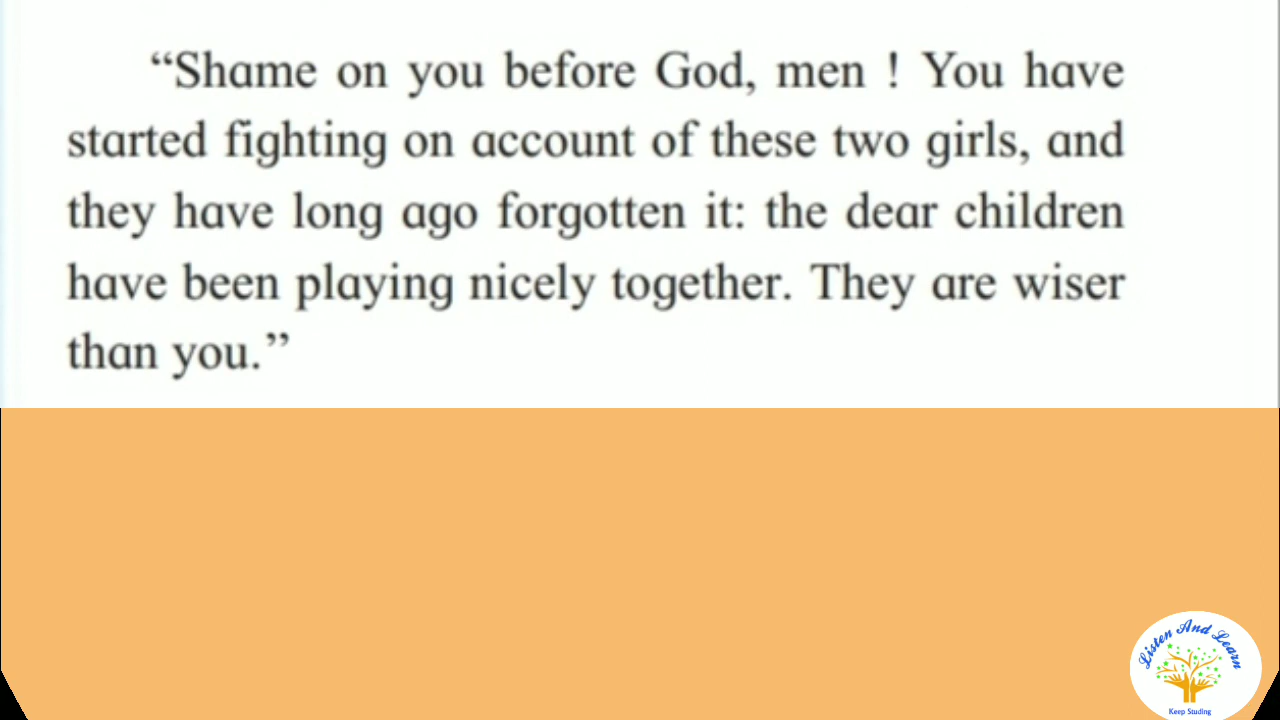 “Shame on you before God, men ! You have
started fighting on account of these two girls, and
they have long ago forgotten it: the dear children
have been playing nicely together. They are wiser
than you.”
Listen And Learn
Keep Studing